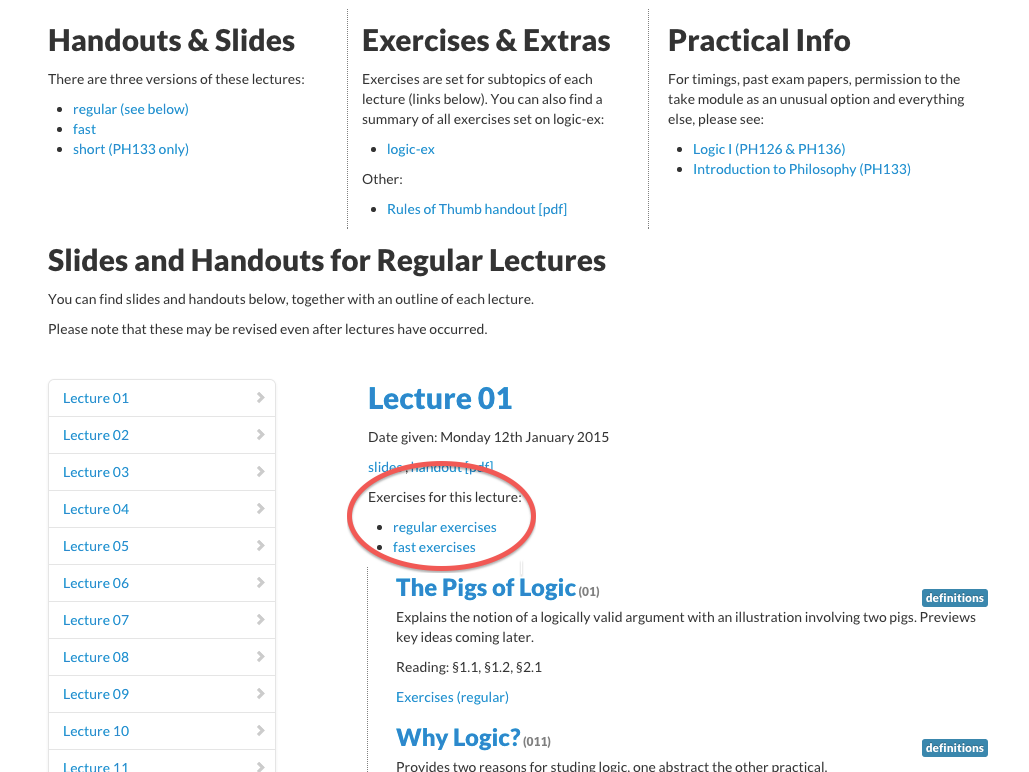 Handouts & Slides
There are three versions of these lectures:
regular (see below)
fast
short (PH133 only)
Exercises & Extras
Exercises are set for subtopics of each
lecture (links below). You can also find a
summary of all exercises set on logic-ex:
logic-ex
Other:
Rules of Thumb handout [pdf]
Practical Info
For timings, past exam papers, permission to the
take module as an unusual option and everything
else, please see:
Logic I (PH126 & PH136)
Introduction to Philosophy (PH133)
Slides and Handouts for Regular Lectures
You can find slides and handouts below, together with an outline of each lecture.
Please note that these may be revised even after lectures have occurred.
Lecture 01
Lecture 02
Lecture 03
Lecture 04
Lecture 05
Lecture 06
Lecture 07
Lecture 08
Lecture 09
Lecture 10
Lecture 11
Lecture 01
Date given: Monday 12th January 2015
slides, handout [pdf]
Exercises for this lecture:
regular exercises
fast exercises
The Pigs of Logic (01)
definitions
Explains the notion of a logically valid argument with an illustration involving two pigs. Previews
key ideas coming later.
Reading: §1.1, §1.2, §2.1
Exercises (regular)
Why Logic? (011)
definitions
Provides two reasons for studing logic, one abstract the other practical.